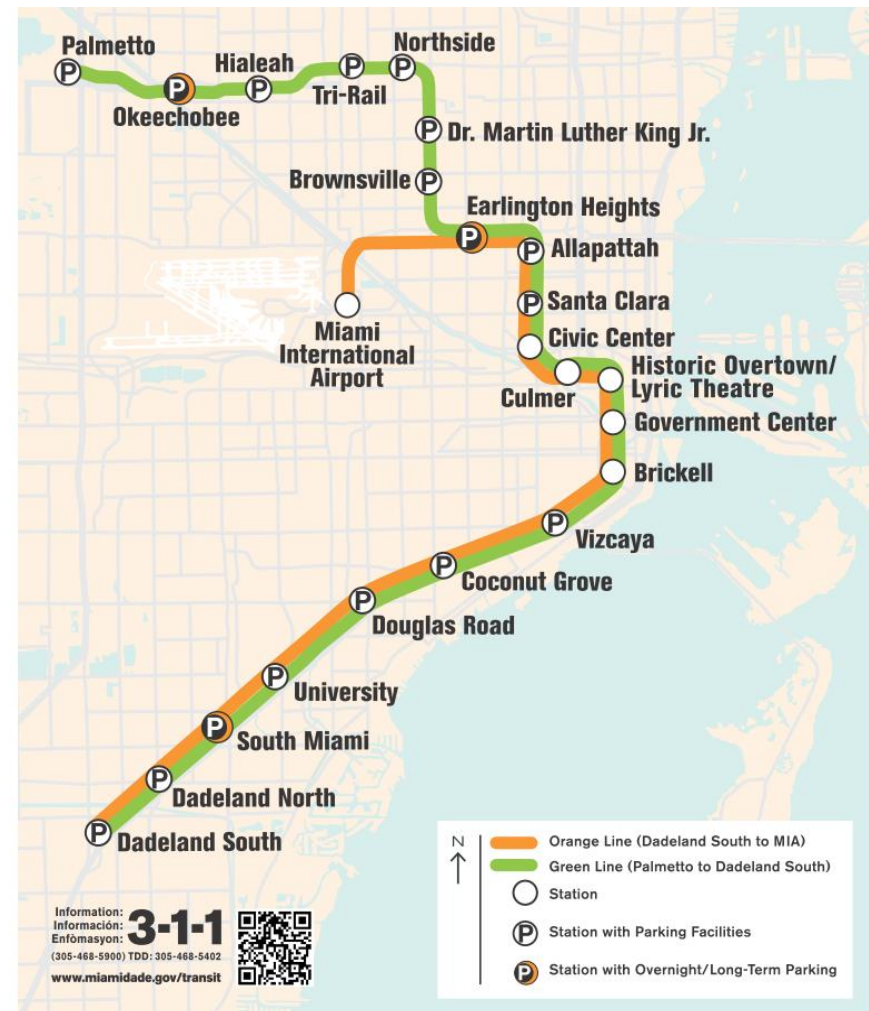 Palmetto
Okeechobee
Hialeah
Tri-Rail
Northside
Dr. Martin Luther King Jr.
Brownsville
Earlington Heights
Allapattah
Santa Clara
Civic Center
Miami
International
Airport
Culmer
Historic Overtown/
Lyric Theatre
Government Center
Brickell
Vizcaya
Coconut Grove
Douglas Road
University
South Miami
Dadeland North
Dadeland South
N
Orange Line (Dadeland South to MIA)
Green Line (Palmetto to Dadeland South)
Station
P Station with Parking Facilities
P Station with Overnight/Long-Term Parking
Information:
Información:
Enfòmasyon:
3-1-1
(305-468-5900) TDD: 305-468-5402
www.miamidade.gov/transit